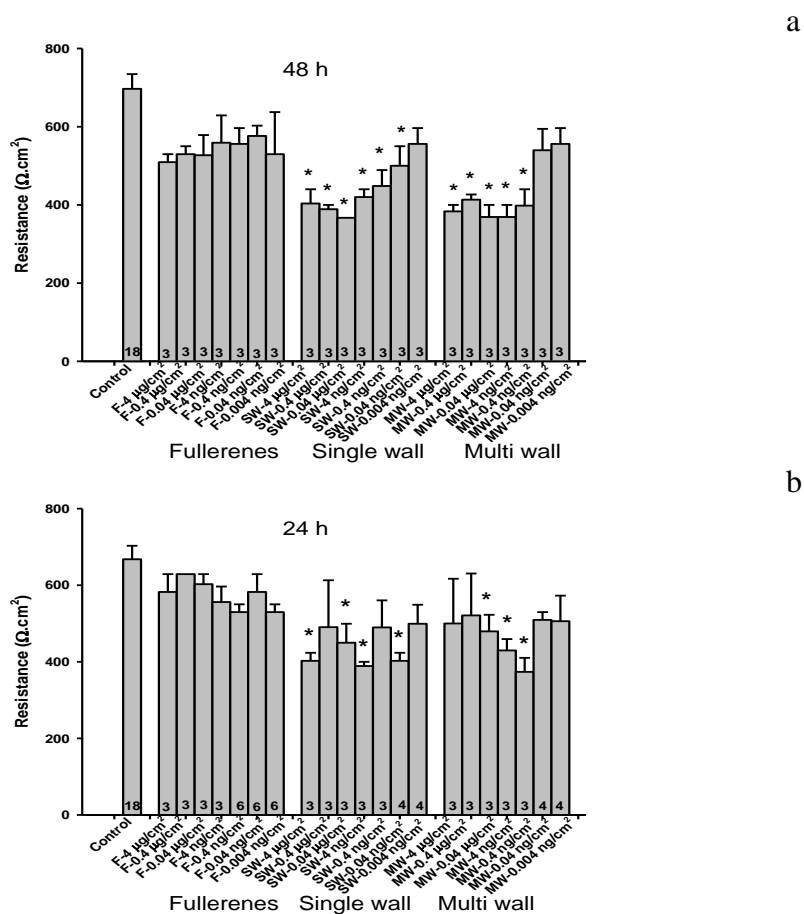 a
48 h
Resistance (Ω.cm²)
800
600
400
200
0
* * * * * *
* * * * *
18 3 3 3 3 3 3 3 3 3 3 3 3 3 3 3 3 3 3 3 3 3
Control
F-4 µg/cm²
F-0.4 µg/cm²
F-0.04 µg/cm²
F-4 ng/cm²
F-0.4 ng/cm²
F-0.04 ng/cm²
F-0.004 ng/cm²
SW-4 µg/cm²
SW-0.4 µg/cm²
SW-0.04 µg/cm²
SW-4 ng/cm²
SW-0.4 ng/cm²
SW-0.04 ng/cm²
SW-0.004 ng/cm²
MW-4 µg/cm²
MW-0.4 µg/cm²
MW-0.04 µg/cm²
MW-4 ng/cm²
MW-0.4 ng/cm²
MW-0.04 ng/cm²
MW-0.004 ng/cm²
Fullerenes Single wall Multi wall
b
24 h
Resistance (Ω.cm²)
800
600
400
200
0
* * * *
* * *
18 3 3 3 3 6 6 6 3 3 3 3 3 4 4 3 3 3 3 3 4 4
Control
F-4 µg/cm²
F-0.4 µg/cm²
F-0.04 µg/cm²
F-4 ng/cm²
F-0.4 ng/cm²
F-0.04 ng/cm²
F-0.004 ng/cm²
SW-4 µg/cm²
SW-0.4 µg/cm²
SW-0.04 µg/cm²
SW-4 ng/cm²
SW-0.4 ng/cm²
SW-0.04 ng/cm²
SW-0.004 ng/cm²
MW-4 µg/cm²
MW-0.4 µg/cm²
MW-0.04 µg/cm²
MW-4 ng/cm²
MW-0.4 ng/cm²
MW-0.04 ng/cm²
MW-0.004 ng/cm²
Fullerenes Single wall Multi wall